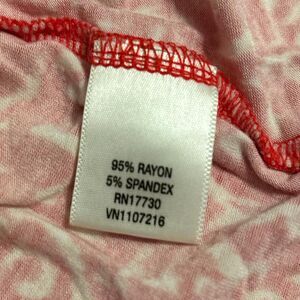 95% RAYON
5% SPANDEX
RN17730
VN1107216